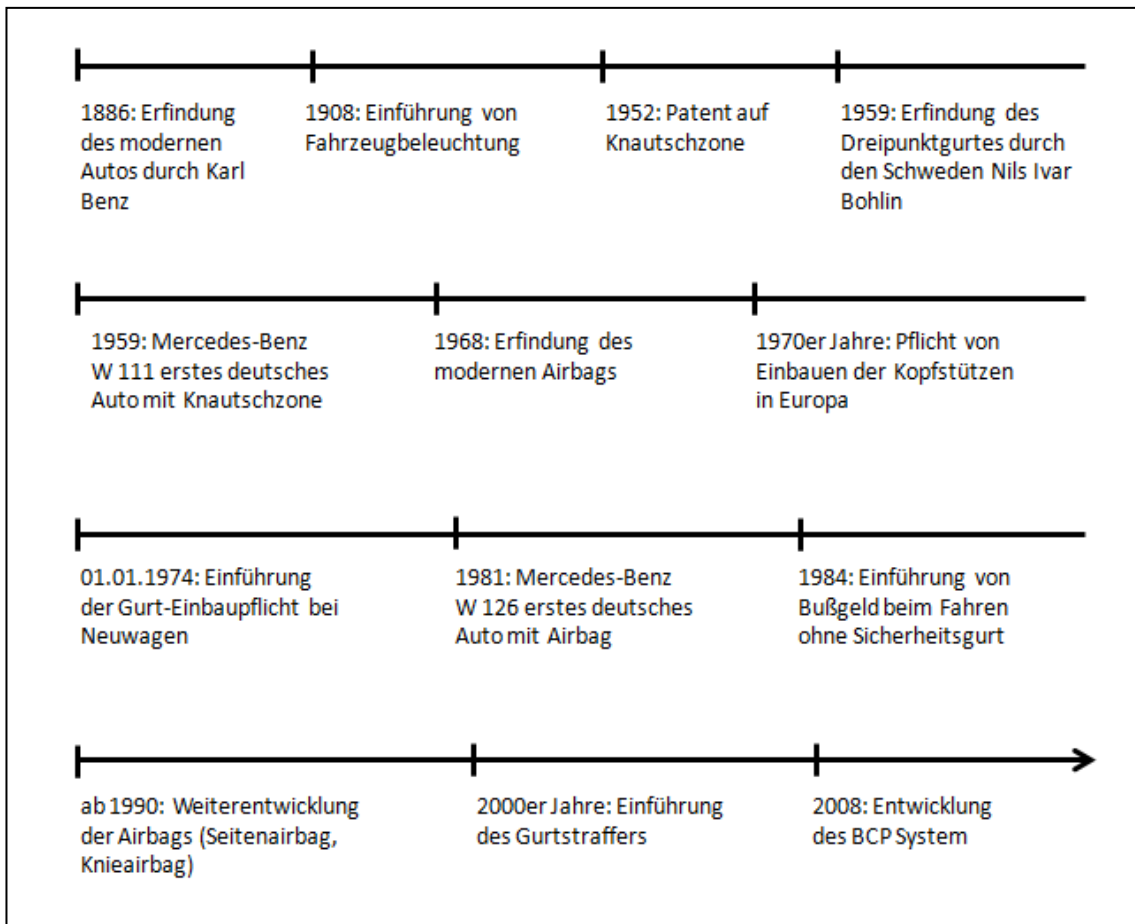 1886: Erfindung
des modernen
Autos durch Karl
Benz
1908: Einführung von
Fahrzeugbeleuchtung
1952: Patent auf
Knautschzone
1959: Erfindung des
Dreipunktgurtes durch
den Schweden Nils Ivar
Bohlin
1959: Mercedes-Benz
W 111 erstes deutsches
Auto mit Knautschzone
1968: Erfindung des
modernen Airbags
1970er Jahre: Pflicht von
Einbauen der Kopfstützen
in Europa
01.01.1974: Einführung
der Gurt-Einbaupflicht bei
Neuwagen
1981: Mercedes-Benz
W 126 erstes deutsches
Auto mit Airbag
1984: Einführung von
Bußgeld beim Fahren
ohne Sicherheitsgurt
ab 1990: Weiterentwicklung
der Airbags (Seitenairbag,
Knieairbag)
2000er Jahre: Einführung
des Gurtstraffers
2008: Entwicklung
des BCP System